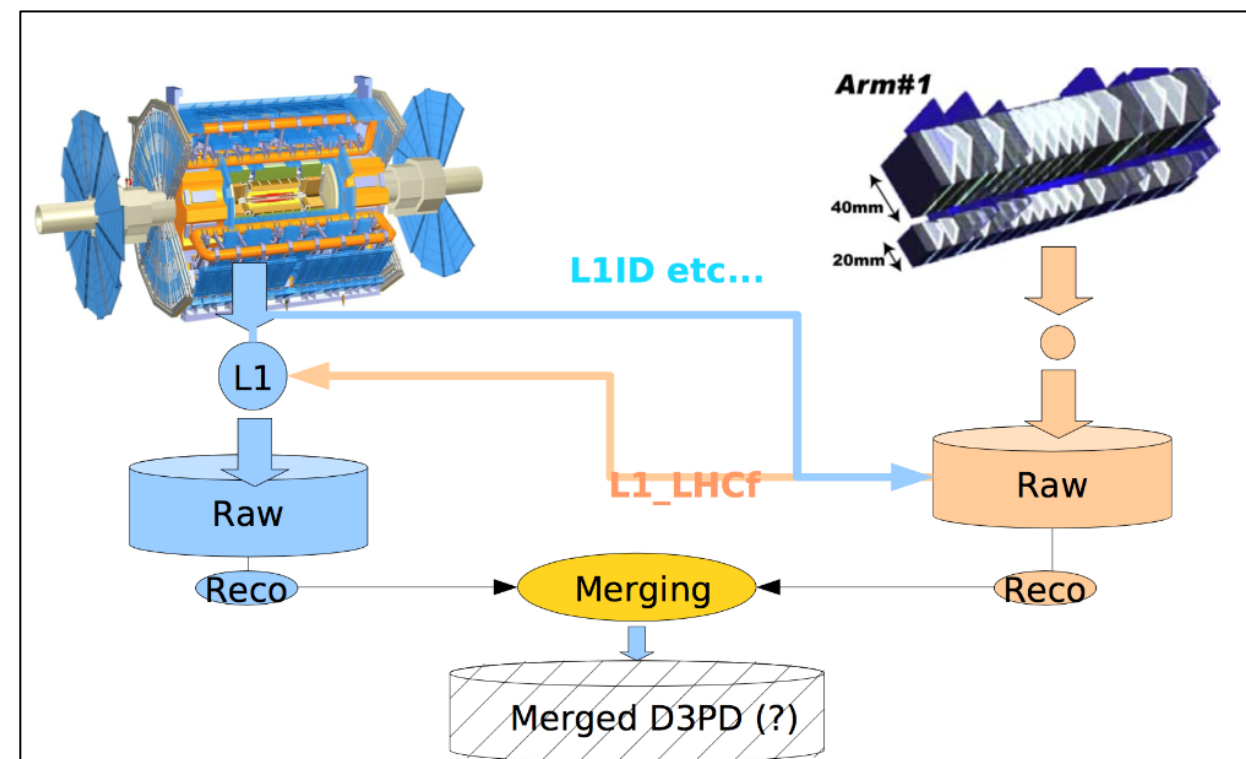 Arm#1
40mm
20mm
L1ID etc...
L1
L1_LHCf
Raw
Raw
Reco
Merging
Reco
Merged D3PD (?)